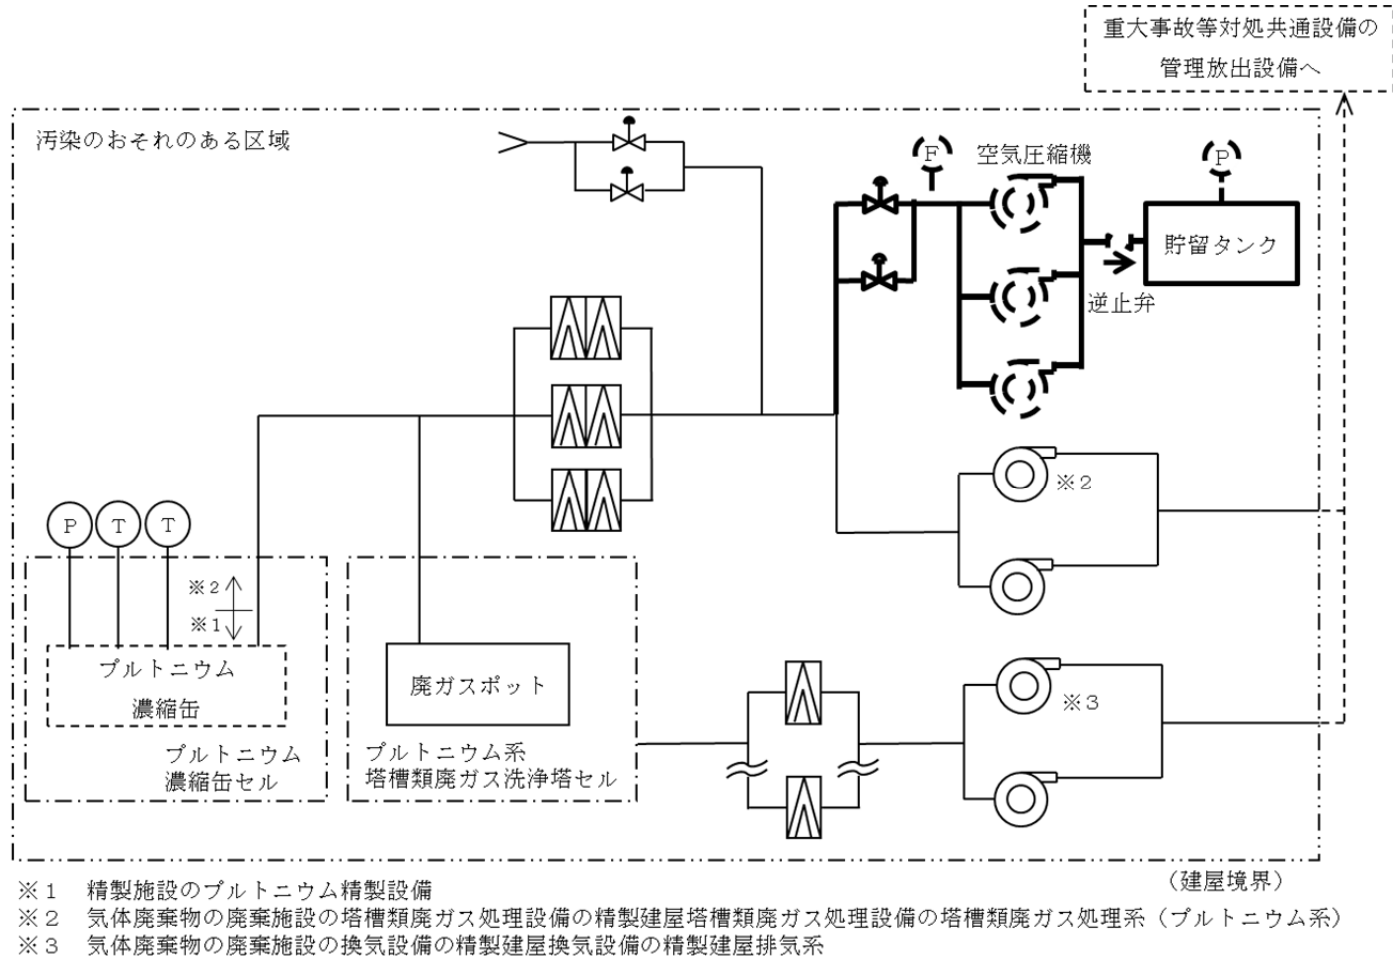 重大事故等対処共通設備の
管理放出設備へ
汚染のおそれのある区域
F
空気圧縮機
P
貯留タンク
逆止弁
※2
P
T
T
※2
※1
プルトニウム
濃縮缶
プルトニウム
濃縮缶セル
廃ガスポット
プルトニウム系
塔槽類廃ガス洗浄塔セル
※3
（建屋境界）
※1 精製施設のプルトニウム精製設備
※2 気体廃棄物の廃棄施設の塔槽類廃ガス処理設備の精製建屋塔槽類廃ガス処理設備の塔槽類廃ガス処理系（プルトニウム系）
※3 気体廃棄物の廃棄施設の換気設備の精製建屋換気設備の精製建屋排気系